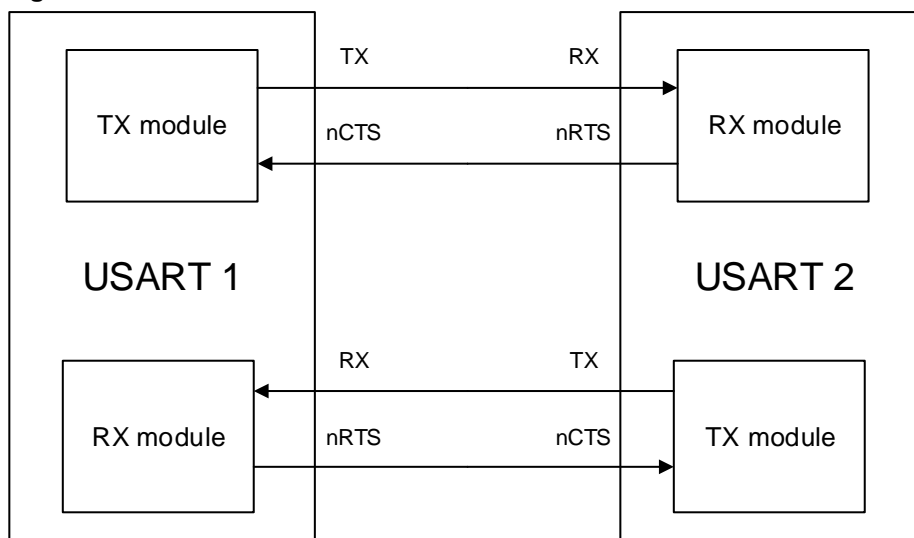 TX RX
TX module RX module
nCTS nRTS
USART 1 USART 2
RX TX
RX module TX module
nRTS nCTS